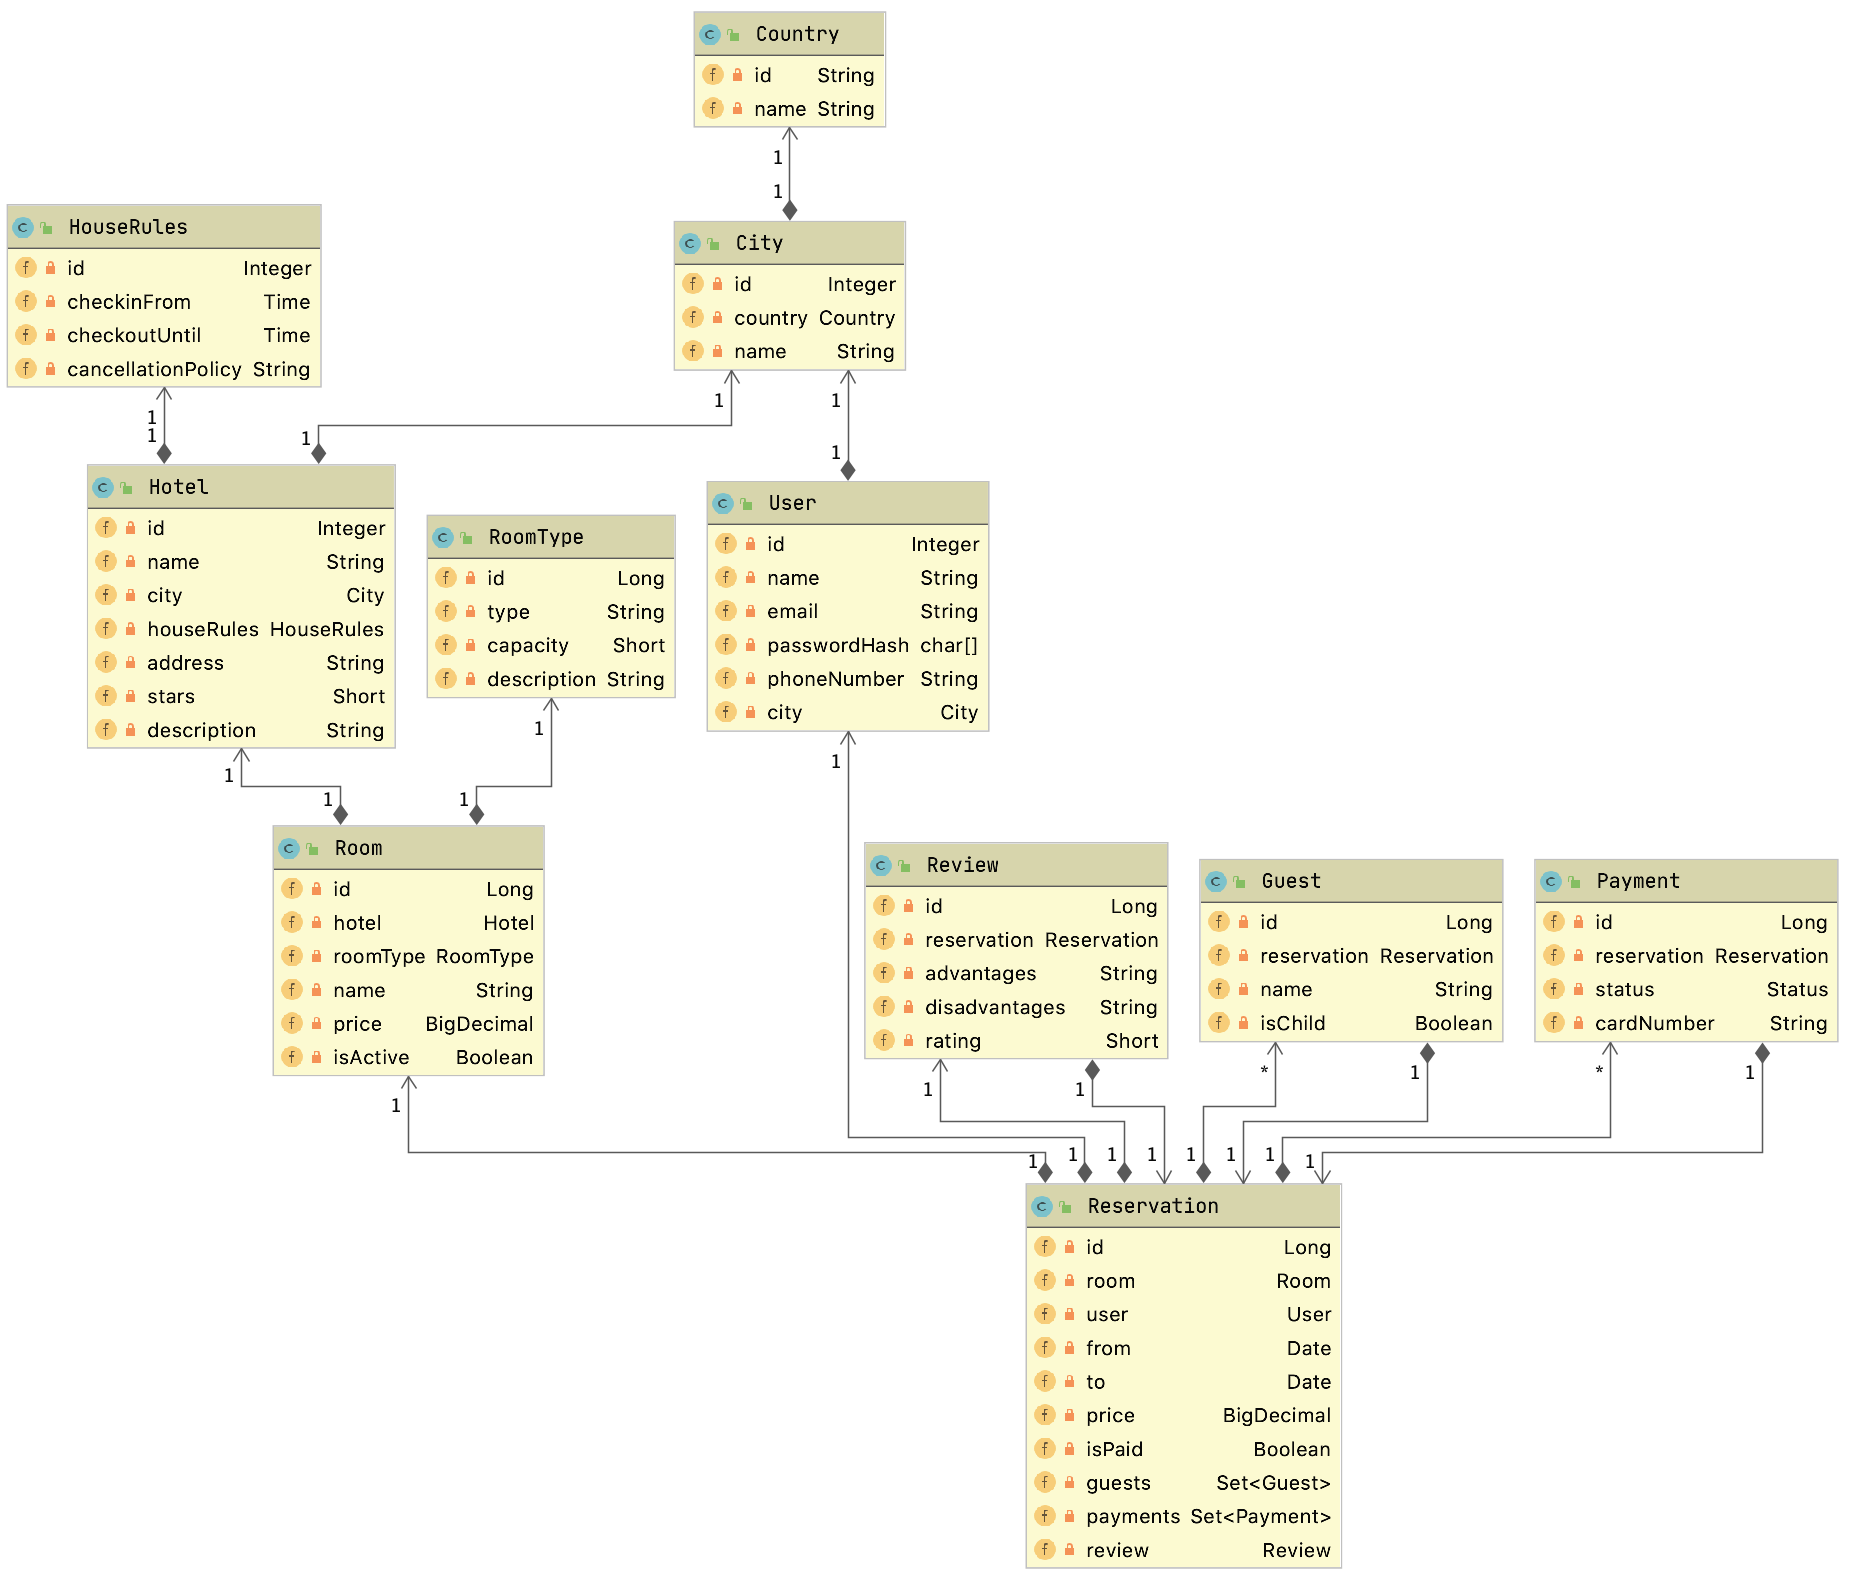 Country
id String
name String
1
1
HouseRules
id Integer
checkinFrom Time
checkoutUntil Time
cancellationPolicy String
City
id Integer
country Country
name String
1
1
1
1
1
1
Hotel
id Integer
name String
city City
houseRules HouseRules
address String
stars Short
description String
RoomType
id Long
type String
capacity Short
description String
User
id Integer
name String
email String
passwordHash char[]
phoneNumber String
city City
1
1
1
1
1
Room
id Long
hotel Hotel
roomType RoomType
name String
price BigDecimal
isActive Boolean
Review
id Long
reservation Reservation
advantages String
disadvantages String
rating Short
Guest
id Long
reservation Reservation
name String
isChild Boolean
Payment
id Long
reservation Reservation
status Status
cardNumber String
1
1
1
*
1
*
1
1
1
1
1
1
1
1
1
Reservation
id Long
room Room
user User
from Date
to Date
price BigDecimal
isPaid Boolean
guests Set<Guest>
payments Set<Payment>
review Review